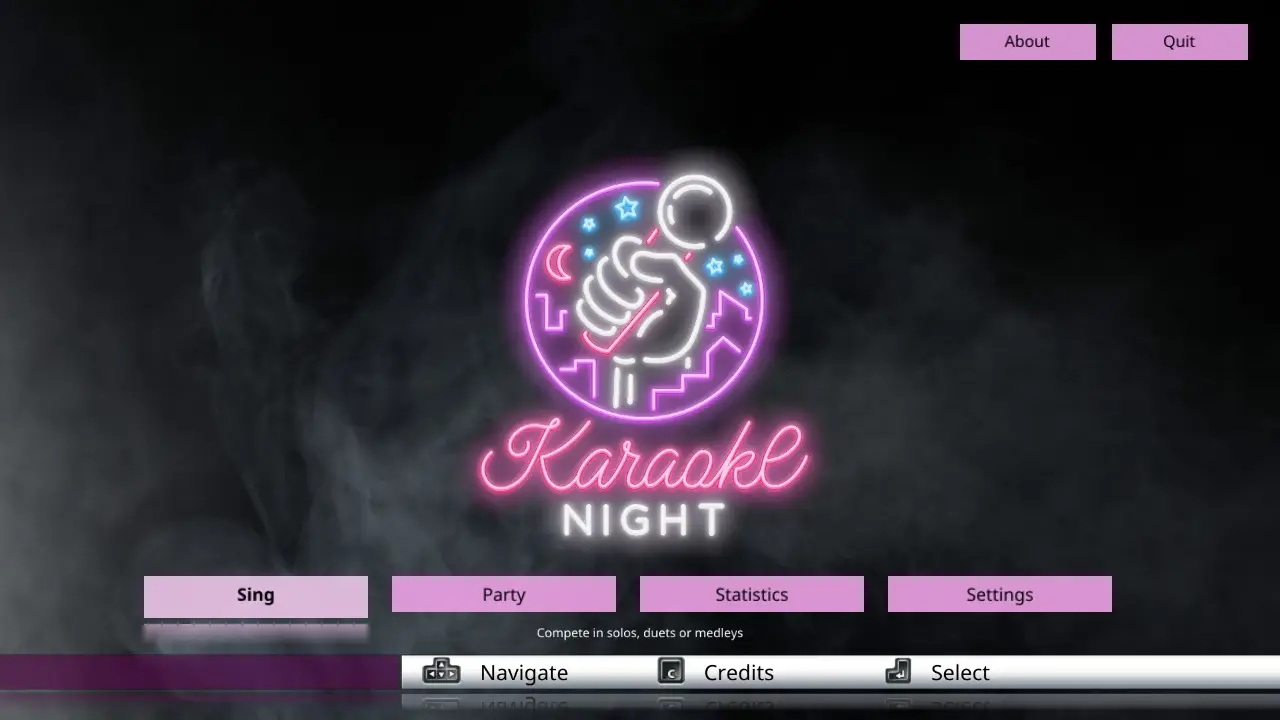 About Quit
Karaoke
NIGHT
Sing Party Statistics Settings
Compete in solos, duets or medleys
Navigate C Credits Select